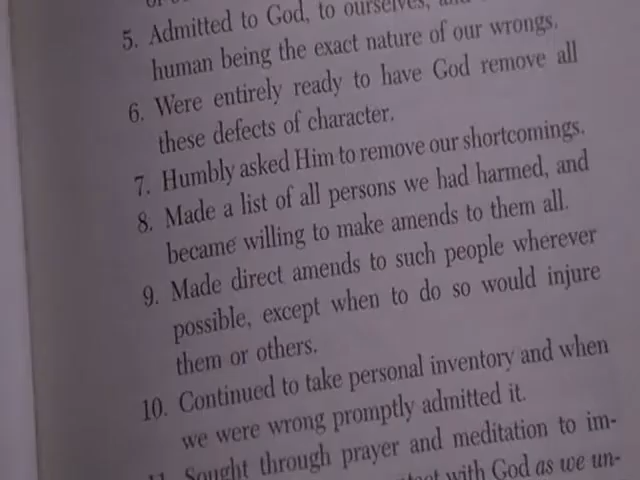 5. Admitted to God, to ourselves, and
human being the exact nature of our wrongs.
6. Were entirely ready to have God remove all
these defects of character.
7. Humbly asked Him to remove our shortcomings.
8. Made a list of all persons we had harmed, and
became willing to make amends to them all.
9. Made direct amends to such people wherever
possible, except when to do so would injure
them or others.
10. Continued to take personal inventory and when
we were wrong promptly admitted it.
11. Sought through prayer and meditation to im-
with God as we un-